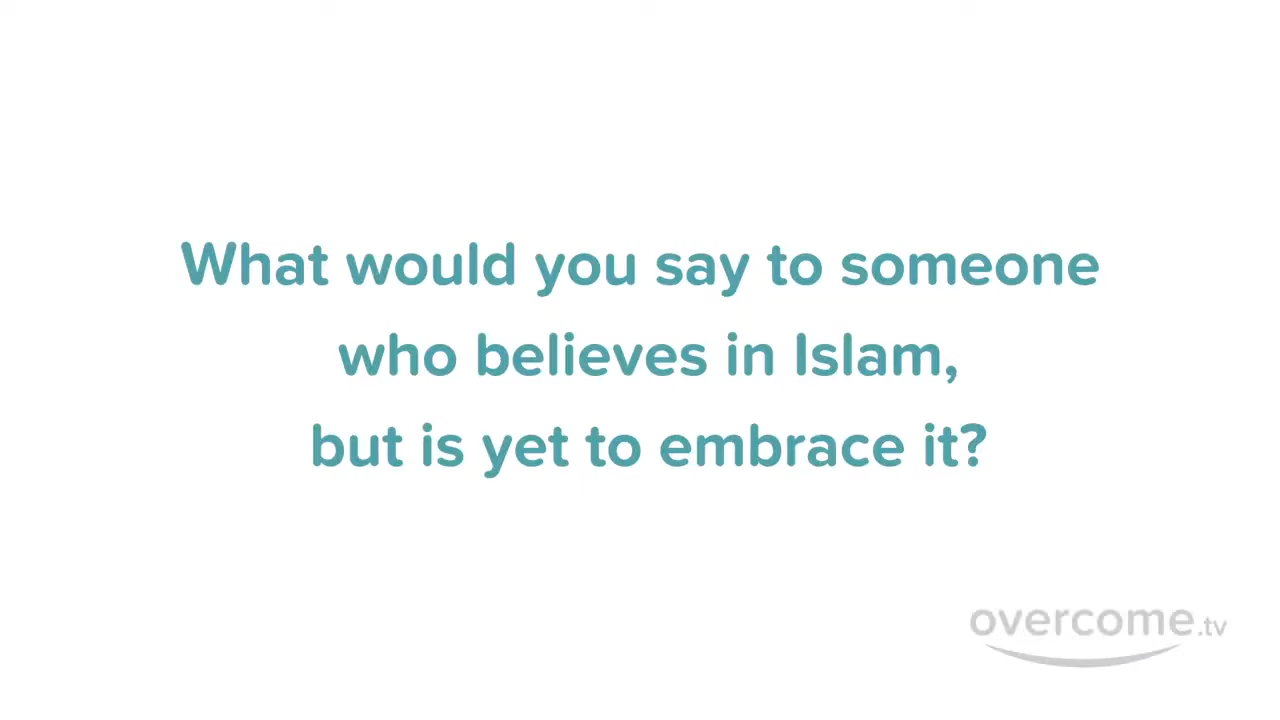 What would you say to someone
who believes in Islam,
but is yet to embrace it?
overcome.tv